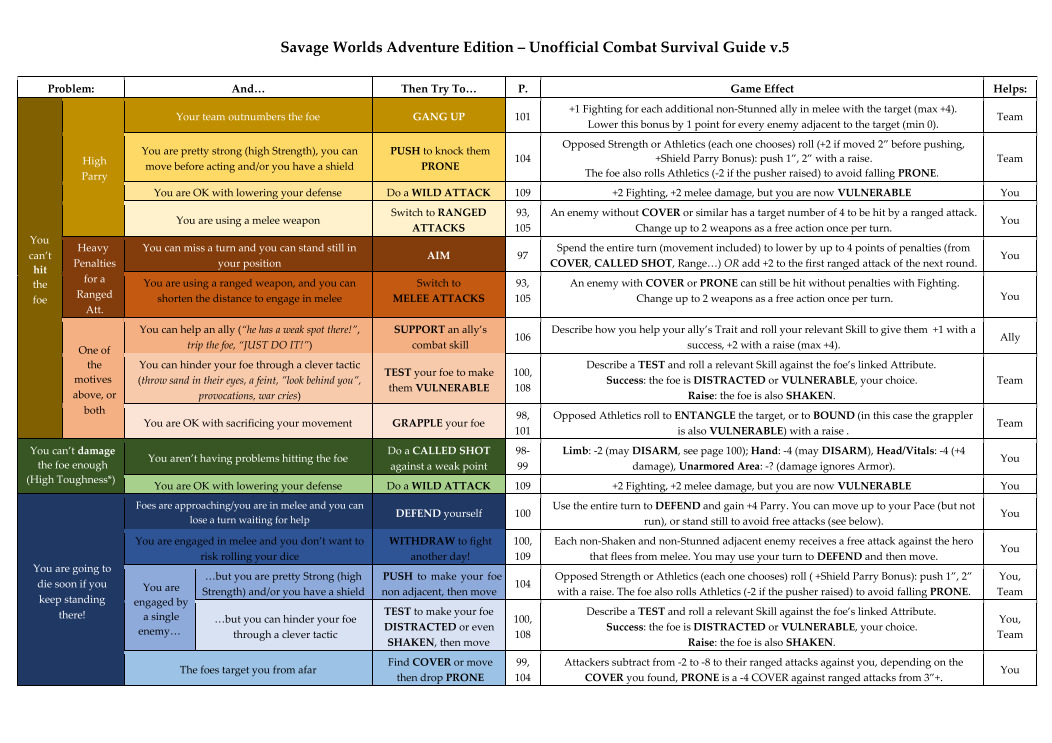 Savage Worlds Adventure Edition – Unofficial Combat Survival Guide v.5
Problem: And… Then Try To… P. Game Effect Helps:
You
can't
hit
the
foe
High
Parry
Your team outnumbers the foe
GANG UP
101
+1 Fighting for each additional non-Stunned ally in melee with the target (max +4).
Lower this bonus by 1 point for every enemy adjacent to the target (min 0).
Team
You are pretty strong (high Strength), you can
move before acting and/or you have a shield
PUSH to knock them
PRONE
104
Opposed Strength or Athletics (each one chooses) roll (+2 if moved 2” before pushing,
+Shield Parry Bonus): push 1”, 2” with a raise.
The foe also rolls Athletics (-2 if the pusher raised) to avoid falling PRONE.
Team
You are OK with lowering your defense
Do a WILD ATTACK
109
+2 Fighting, +2 melee damage, but you are now VULNERABLE
You
You are using a melee weapon
Switch to RANGED
ATTACKS
93,
105
An enemy without COVER or similar has a target number of 4 to be hit by a ranged attack.
Change up to 2 weapons as a free action once per turn.
You
Heavy
Penalties
for a
Ranged
Att.
You can miss a turn and you can stand still in
your position
AIM
97
Spend the entire turn (movement included) to lower by up to 4 points of penalties (from
COVER, CALLED SHOT, Range…) OR add +2 to the first ranged attack of the next round.
You
You are using a ranged weapon, and you can
shorten the distance to engage in melee
Switch to
MELEE ATTACKS
93,
105
An enemy with COVER or PRONE can still be hit without penalties with Fighting.
Change up to 2 weapons as a free action once per turn.
You
One of
the
motives
above, or
both
You can help an ally (“he has a weak spot there!”,
trip the foe, “JUST DO IT!”)
SUPPORT an ally's
combat skill
106
Describe how you help your ally's Trait and roll your relevant Skill to give them +1 with a
success, +2 with a raise (max +4).
Ally
You can hinder your foe through a clever tactic
(throw sand in their eyes, a feint, “look behind you”,
provocations, war cries)
TEST your foe to make
them VULNERABLE
100,
108
Describe a TEST and roll a relevant Skill against the foe's linked Attribute.
Success: the foe is DISTRACTED or VULNERABLE, your choice.
Raise: the foe is also SHAKEN.
Team
You are OK with sacrificing your movement
GRAPPLE your foe
98,
101
Opposed Athletics roll to ENTANGLE the target, or to BOUND (in this case the grappler
is also VULNERABLE) with a raise .
Team
You can't damage
the foe enough
(High Toughness*)
You aren't having problems hitting the foe
Do a CALLED SHOT
against a weak point
98-
99
Limb: -2 (may DISARM, see page 100); Hand: -4 (may DISARM), Head/Vitals: -4 (+4
damage), Unarmored Area: -? (damage ignores Armor).
You
You are OK with lowering your defense
Do a WILD ATTACK
109
+2 Fighting, +2 melee damage, but you are now VULNERABLE
You
You are going to
die soon if you
keep standing
there!
Foes are approaching/you are in melee and you can
lose a turn waiting for help
DEFEND yourself
100
Use the entire turn to DEFEND and gain +4 Parry. You can move up to your Pace (but not
run), or stand still to avoid free attacks (see below).
You
You are engaged in melee and you don't want to
risk rolling your dice
WITHDRAW to fight
another day!
100,
109
Each non-Shaken and non-Stunned adjacent enemy receives a free attack against the hero
that flees from melee. You may use your turn to DEFEND and then move.
You
You are
engaged by
a single
enemy…
…but you are pretty Strong (high
Strength) and/or you have a shield
PUSH to make your foe
non adjacent, then move
104
Opposed Strength or Athletics (each one chooses) roll ( +Shield Parry Bonus): push 1”, 2”
with a raise. The foe also rolls Athletics (-2 if the pusher raised) to avoid falling PRONE.
You,
Team
…but you can hinder your foe
through a clever tactic
TEST to make your foe
DISTRACTED or even
SHAKEN, then move
100,
108
Describe a TEST and roll a relevant Skill against the foe's linked Attribute.
Success: the foe is DISTRACTED or VULNERABLE, your choice.
Raise: the foe is also SHAKEN.
You,
Team
The foes target you from afar
Find COVER or move
then drop PRONE
99,
104
Attackers subtract from -2 to -8 to their ranged attacks against you, depending on the
COVER you found, PRONE is a -4 COVER against ranged attacks from 3”+.
You